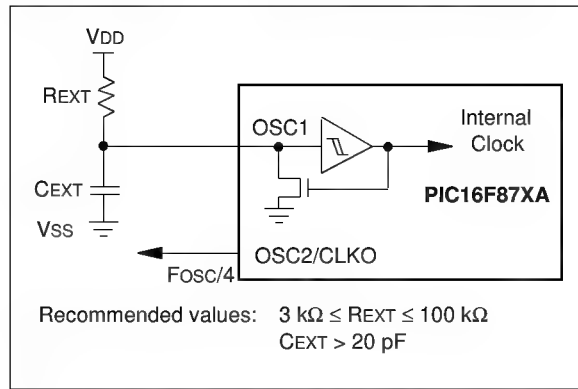 VDD
REXT
OSC1
Internal
Clock
CEXT
PIC16F87XA
VSS
OSC2/CLKO
FOSC/4
Recommended values: 3 kΩ ≤ REXT ≤ 100 kΩ
CEXT > 20 pF